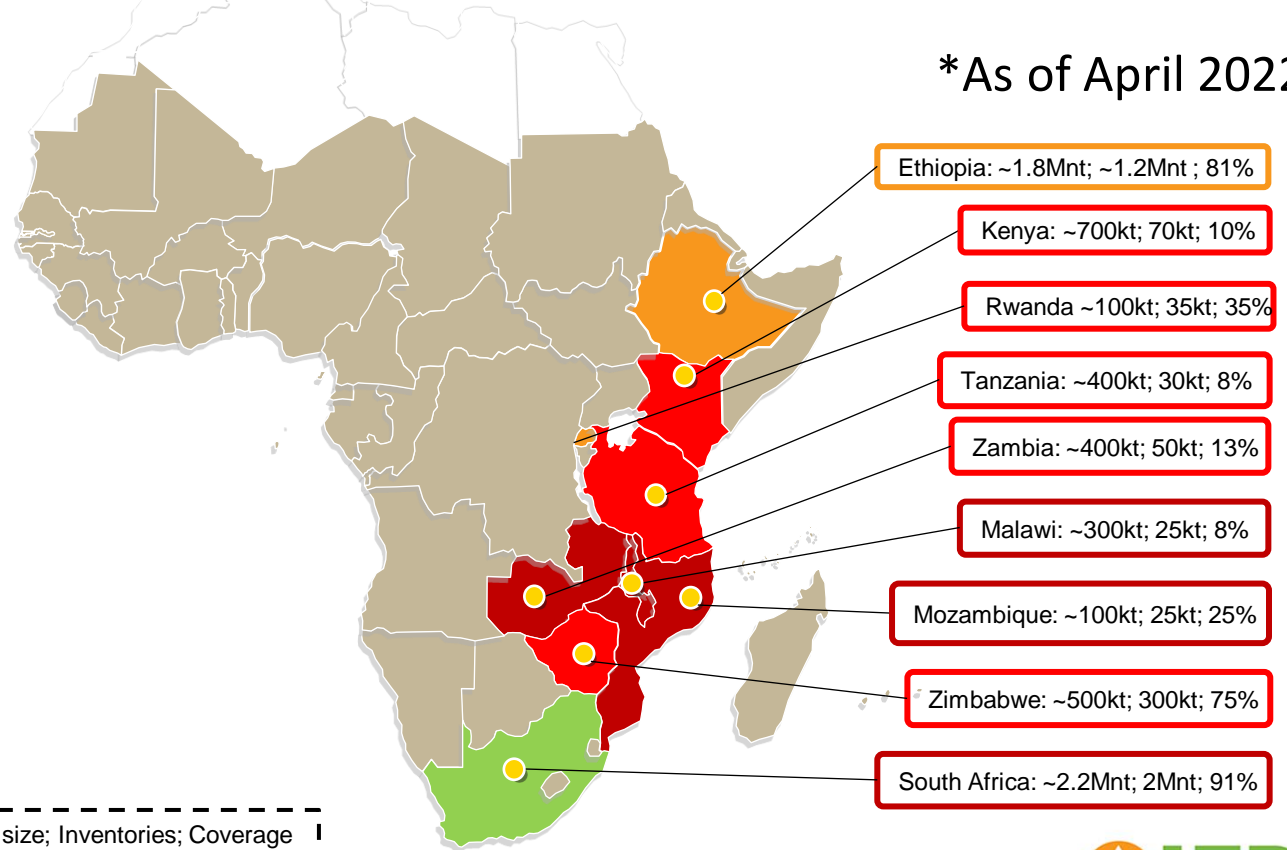 *As of April 2022
Ethiopia: ~1.8Mnt; ~1.2Mnt ; 81%
Kenya: ~700kt; 70kt; 10%
Rwanda ~100kt; 35kt; 35%
Tanzania: ~400kt; 30kt; 8%
Zambia: ~400kt; 50kt; 13%
Malawi: ~300kt; 25kt; 8%
Mozambique: ~100kt; 25kt; 25%
Zimbabwe: ~500kt; 300kt; 75%
South Africa: ~2.2Mnt; 2Mnt; 91%
size; Inventories; Coverage